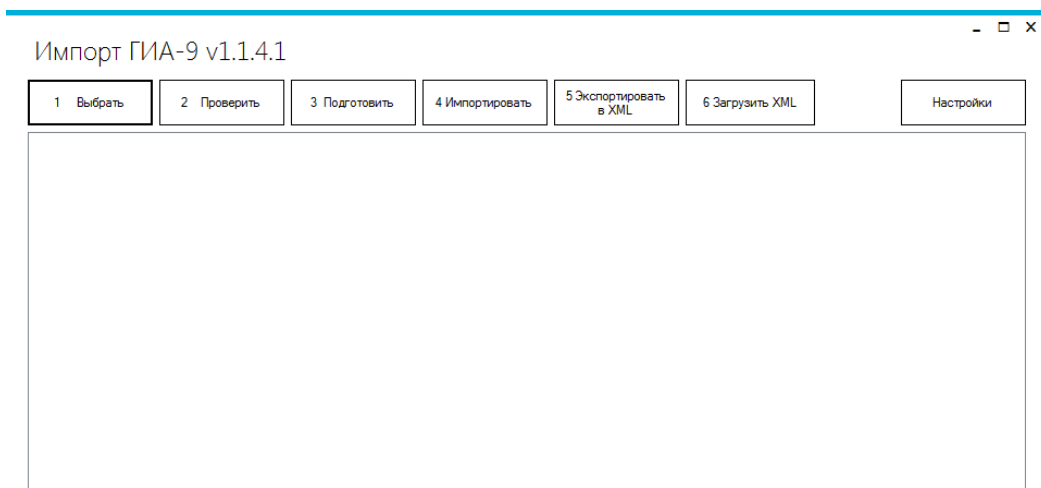 Импорт ГИА-9 v1.1.4.1
1 Выбрать
2 Проверить
3 Подготовить
4 Импортировать
5 Экспортировать
в XML
6 Загрузить XML
Настройки